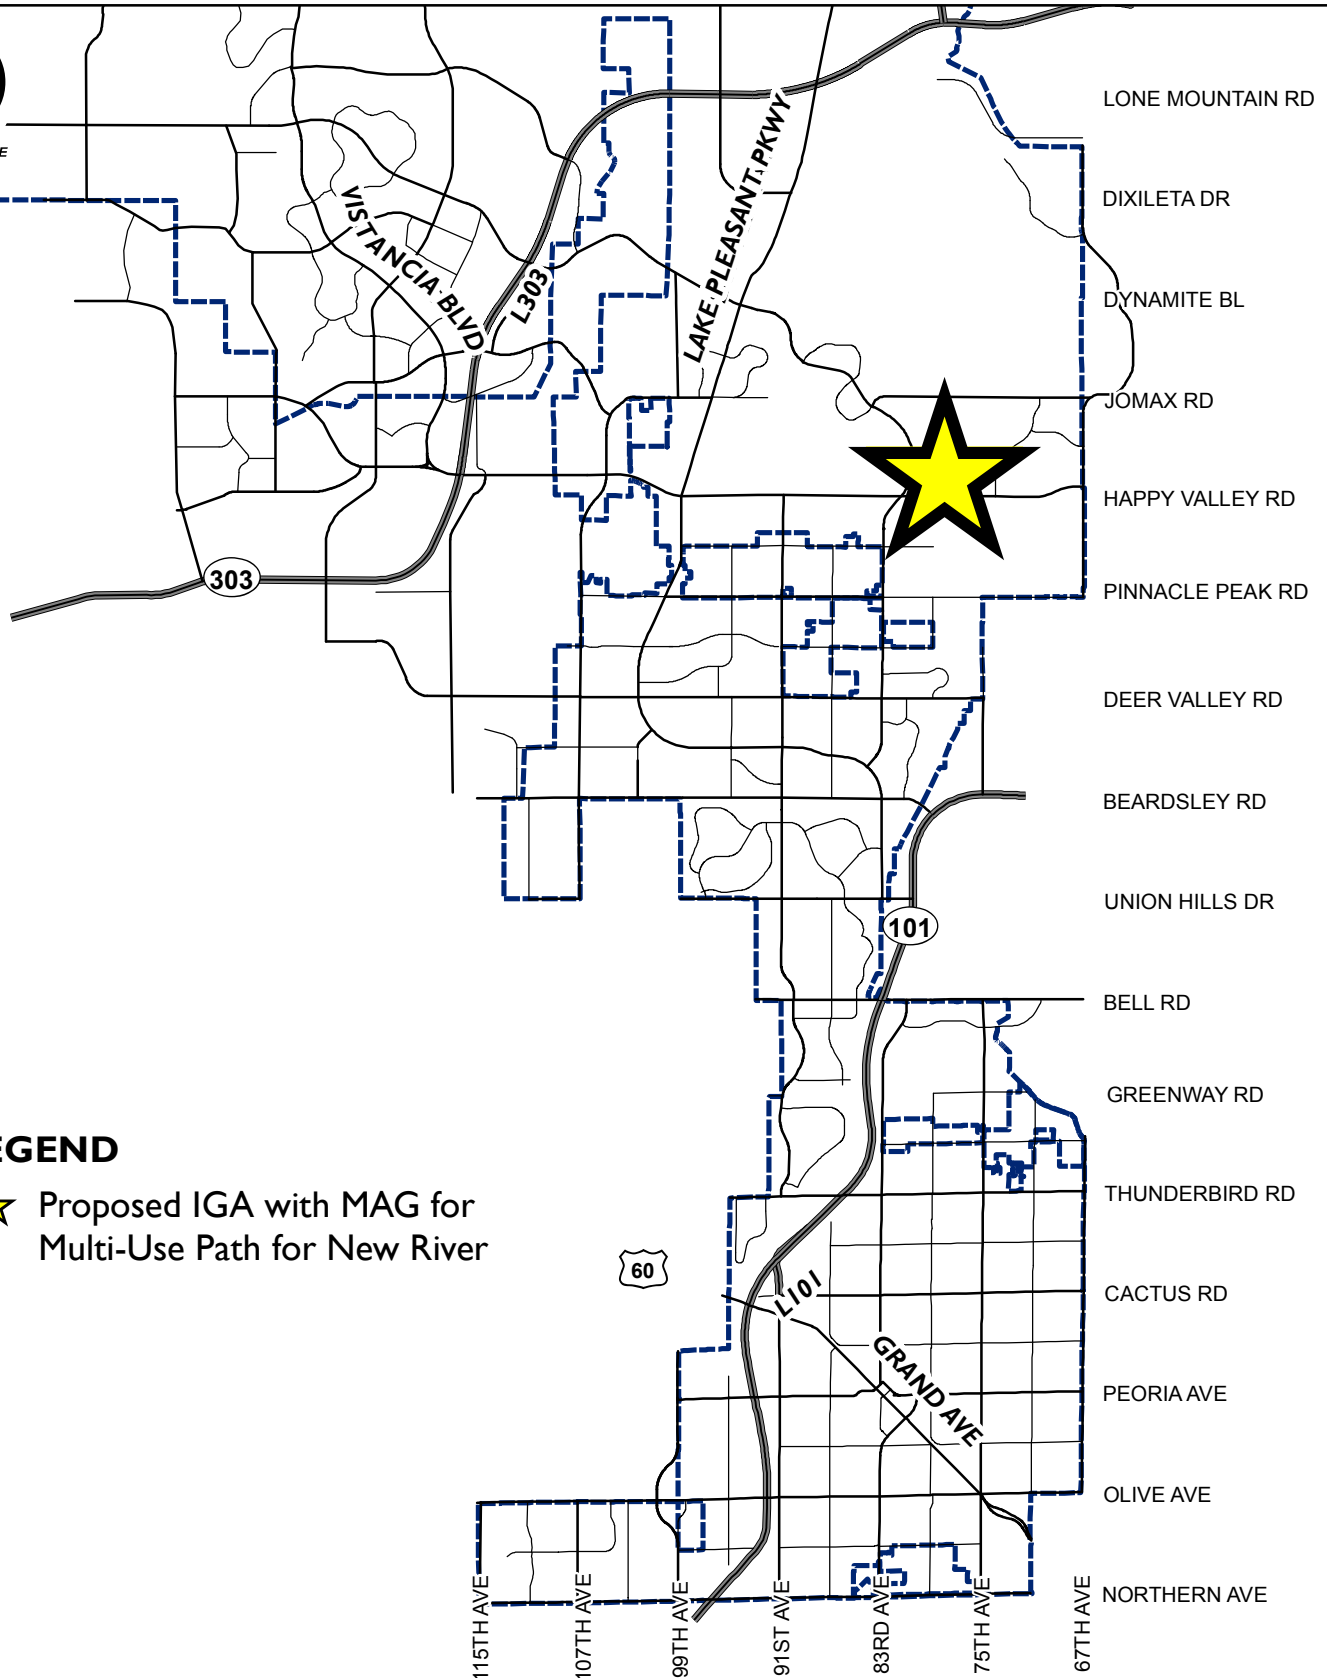 LONE MOUNTAIN RD
LAKE PLEASANT PKWY
DIXILETA DR
VISTANCIA BLVD
L303
DYNAMITE BL
JOMAX RD
HAPPY VALLEY RD
303
PINNACLE PEAK RD
DEER VALLEY RD
BEARDSLEY RD
UNION HILLS DR
101
BELL RD
GREENWAY RD
EGEND
THUNDERBIRD RD
Proposed IGA with MAG for
Multi-Use Path for New River
60
L101
CACTUS RD
GRAND AVE
PEORIA AVE
OLIVE AVE
NORTHERN AVE
115TH AVE
107TH AVE
99TH AVE
91ST AVE
83RD AVE
75TH AVE
67TH AVE